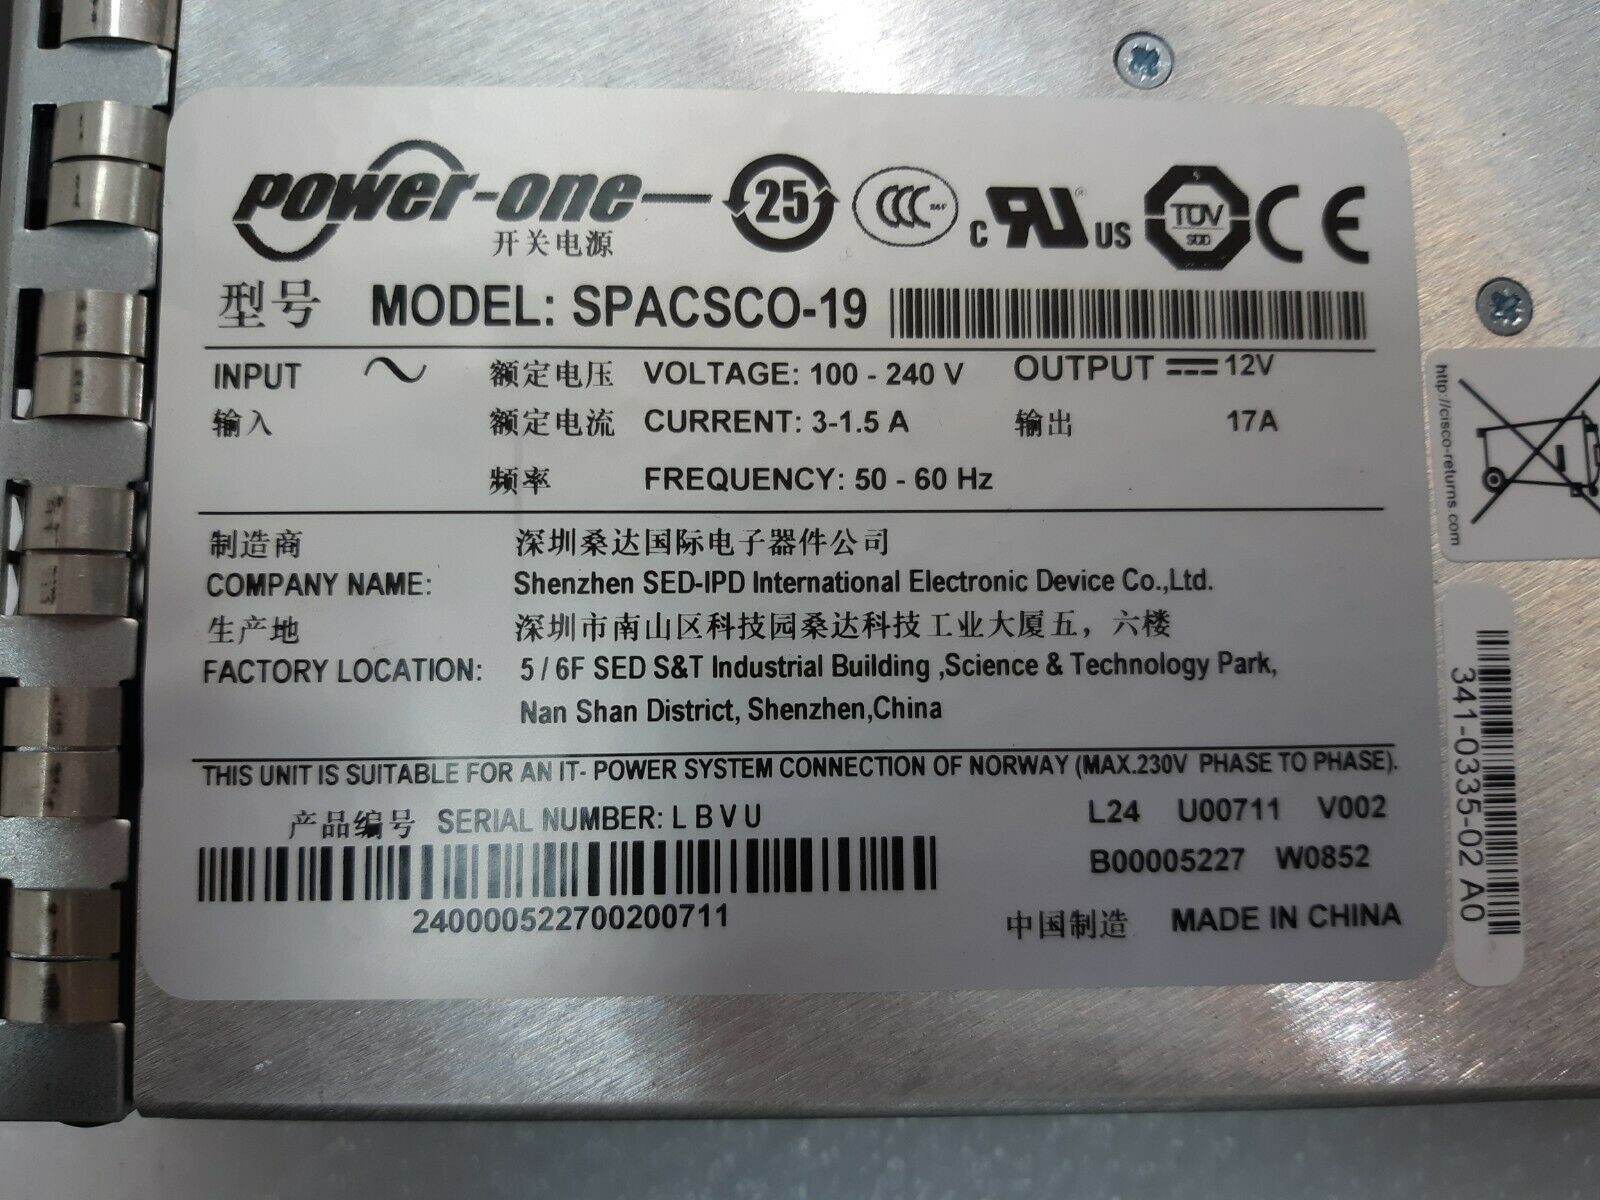 power-one
25
CCC
S&F
c RU US
TÜV
SÜD
CE
开关电源
型号 MODEL: SPACSCO-19
INPUT 额定电压 VOLTAGE: 100 - 240 V OUTPUT 12V
输入 额定电流 CURRENT: 3-1.5 A 输出 17A
频率 FREQUENCY: 50 - 60 Hz
制造商 深圳桑达国际电子器件公司
COMPANY NAME: Shenzhen SED-IPD International Electronic Device Co.,Ltd.
生产地 深圳市南山区科技园桑达科技工业大厦五，六楼
FACTORY LOCATION: 5 / 6F SED S&T Industrial Building ,Science & Technology Park,
Nan Shan District, Shenzhen,China
THIS UNIT IS SUITABLE FOR AN IT- POWER SYSTEM CONNECTION OF NORWAY (MAX.230V PHASE TO PHASE).
产品编号 SERIAL NUMBER: L B V U L24 U00711 V002
B00005227 W0852
240000522700200711
中国制造 MADE IN CHINA
http://cisco-returns.com
341-0335-02 A0